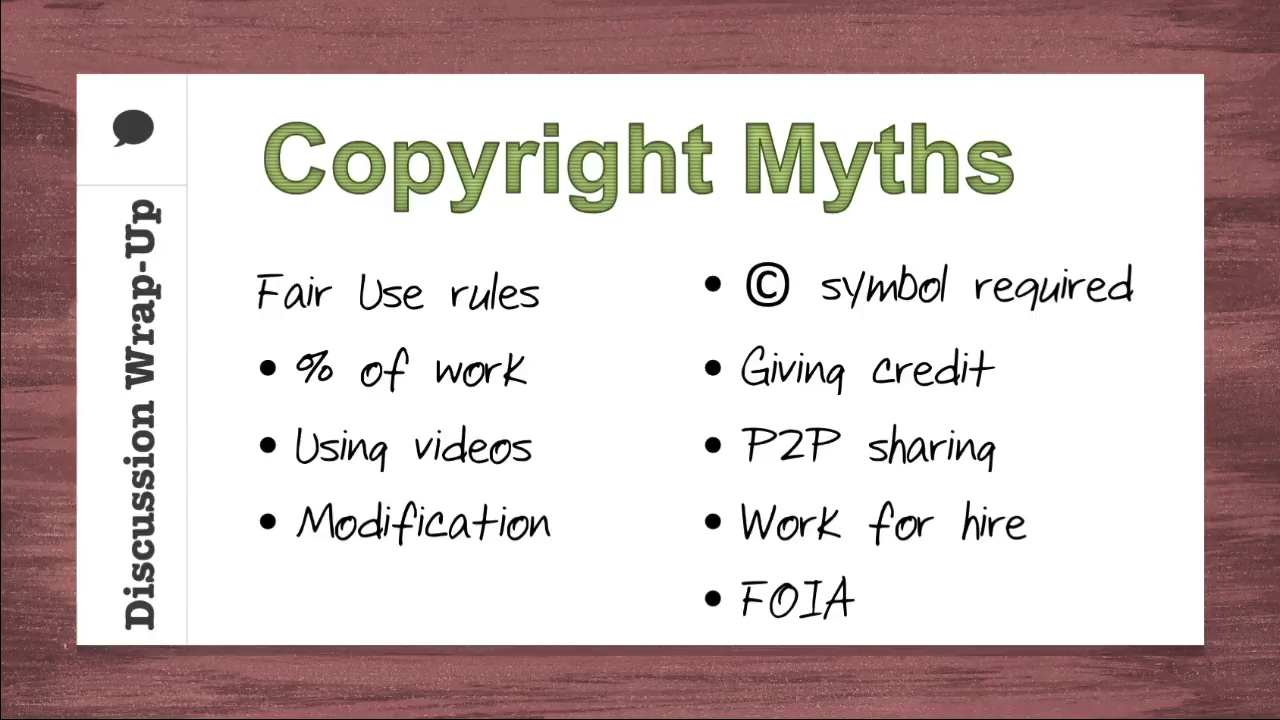 Discussion Wrap-Up
Copyright Myths
Fair Use rules
• % of work
• Using videos
• Modification
• © symbol required
• Giving credit
• P2P sharing
• Work for hire
• FOIA